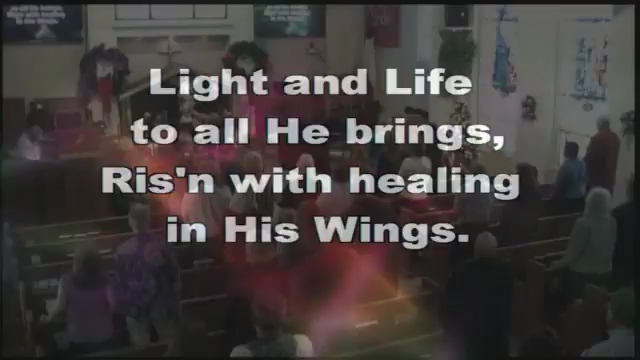 Light and Life
to all He brings,
Ris'n with healing
in His Wings.